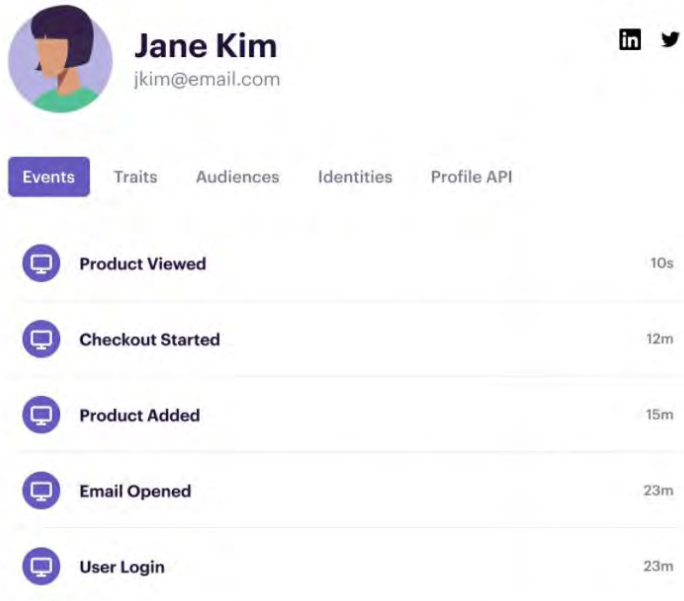 Jane Kim
jkim@email.com
in
Events Traits Audiences Identities Profile API
Product Viewed 10s
Checkout Started 12m
Product Added 15m
Email Opened 23m
User Login 23m